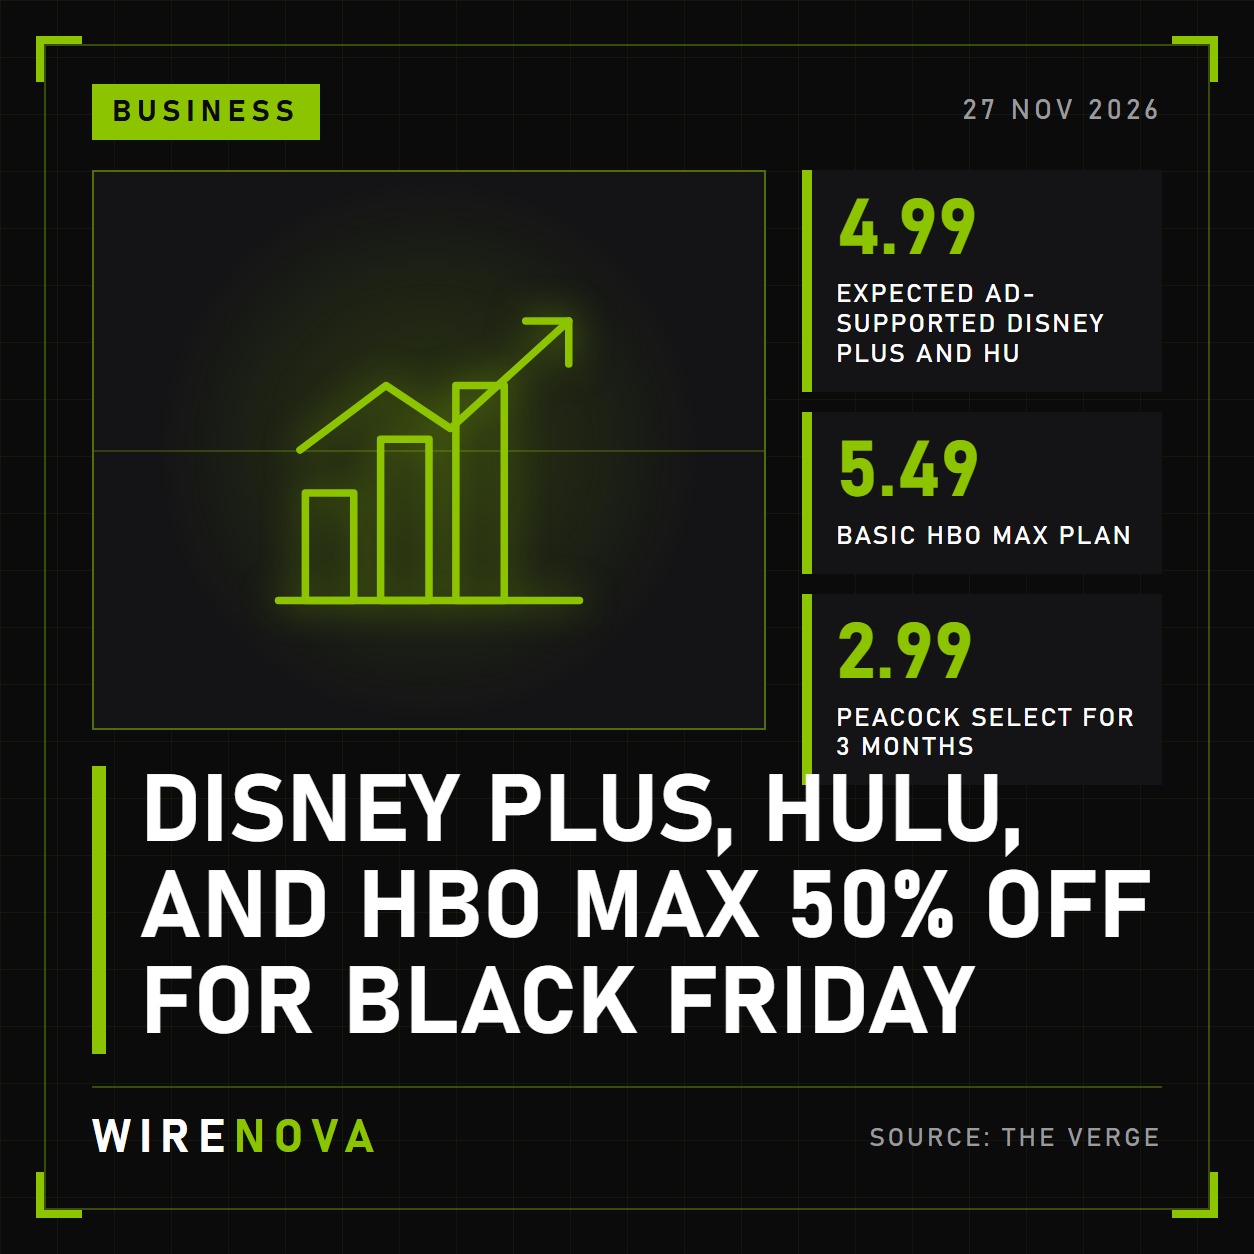 BUSINESS
27 NOV 2026
4.99
EXPECTED AD-
SUPPORTED DISNEY
PLUS AND HU
5.49
BASIC HBO MAX PLAN
2.99
PEACOCK SELECT FOR
3 MONTHS
DISNEY PLUS, HULU,
AND HBO MAX 50% OFF
FOR BLACK FRIDAY
WIRENOVA
SOURCE: THE VERGE